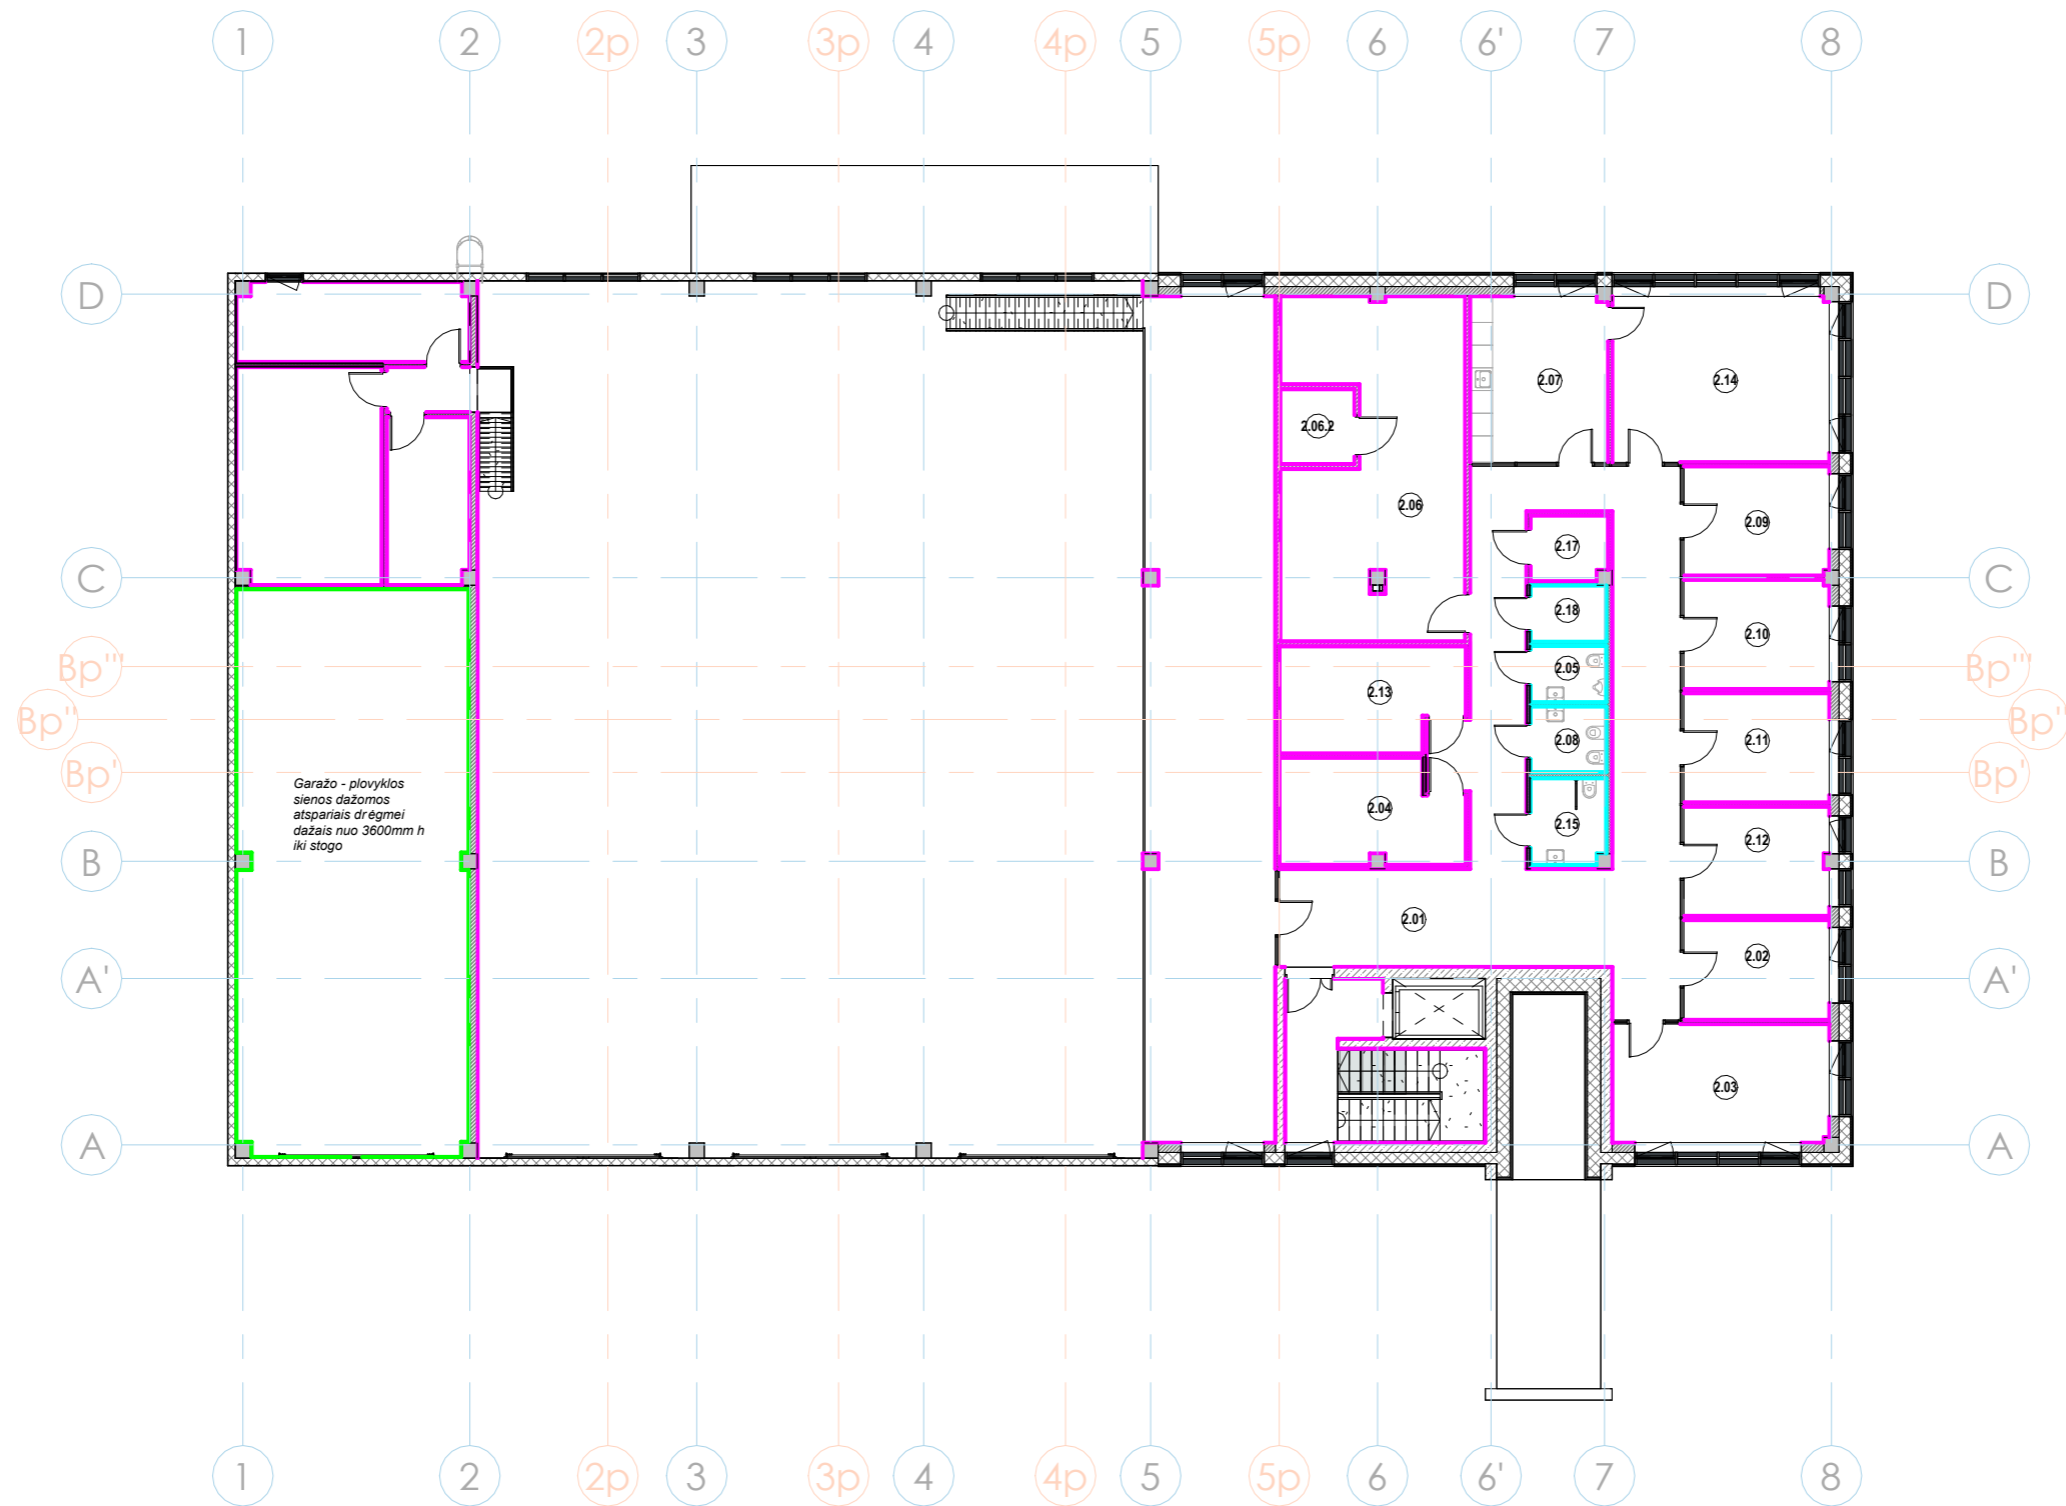 1 2 2p 3 3p 4 4p 5 5p 6 6' 7 8
D D
2.07 2.14
2.06.2
2.06 2.09
2.17
C C
2.18 2.10
Bp''' 2.05 Bp'''
2.13
Bp'' 2.08 2.11 Bp''
Bp' Bp'
Garažo - plovyklos
sienos dažomos
atspariais drėgmei
dažais nuo 3600mm h
iki stogo
2.04 2.15 2.12
B B
2.01 2.02
A' A'
2.03
A A
1 2 2p 3 3p 4 4p 5 5p 6 6' 7 8